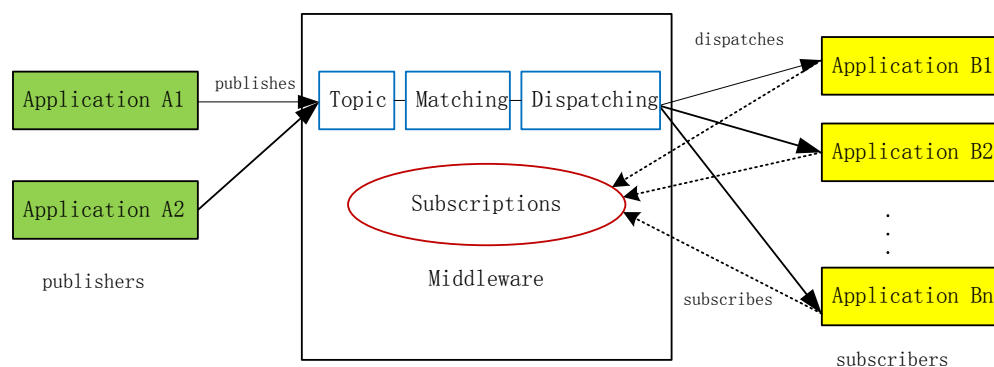 Application A1
Application A2
publishers
publishes
Topic
Matching
Dispatching
Subscriptions
Middleware
dispatches
subscribes
Application B1
Application B2
.
.
.
Application Bn
subscribers